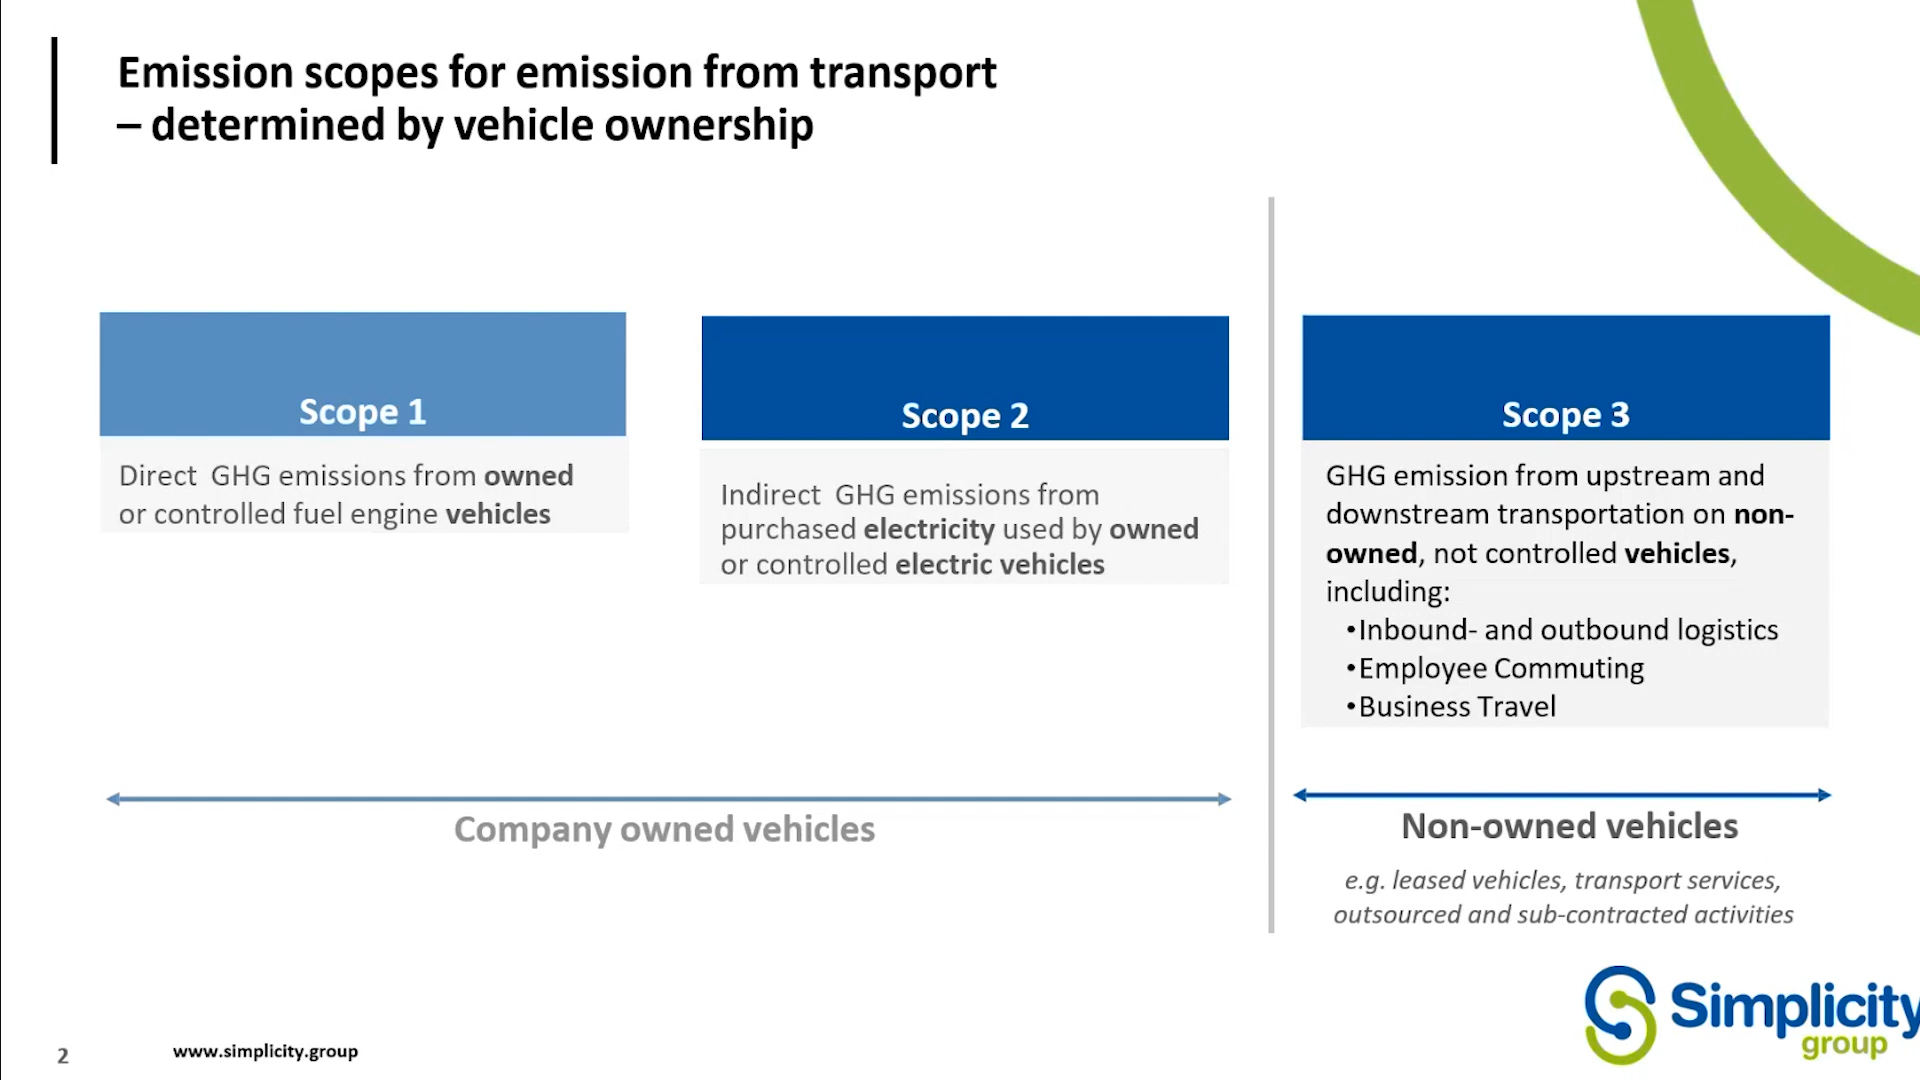 Emission scopes for emission from transport
– determined by vehicle ownership
Scope 1
Direct  GHG emissions from owned
or controlled fuel engine vehicles
Scope 2
Indirect  GHG emissions from
purchased electricity used by owned
or controlled electric vehicles
Scope 3
GHG emission from upstream and
downstream transportation on non-
owned, not controlled vehicles,
including:
•Inbound- and outbound logistics
•Employee Commuting
•Business Travel
Company owned vehicles
Non-owned vehicles
e.g. leased vehicles, transport services,
outsourced and sub-contracted activities
2
www.simplicity.group
Simplicity
group